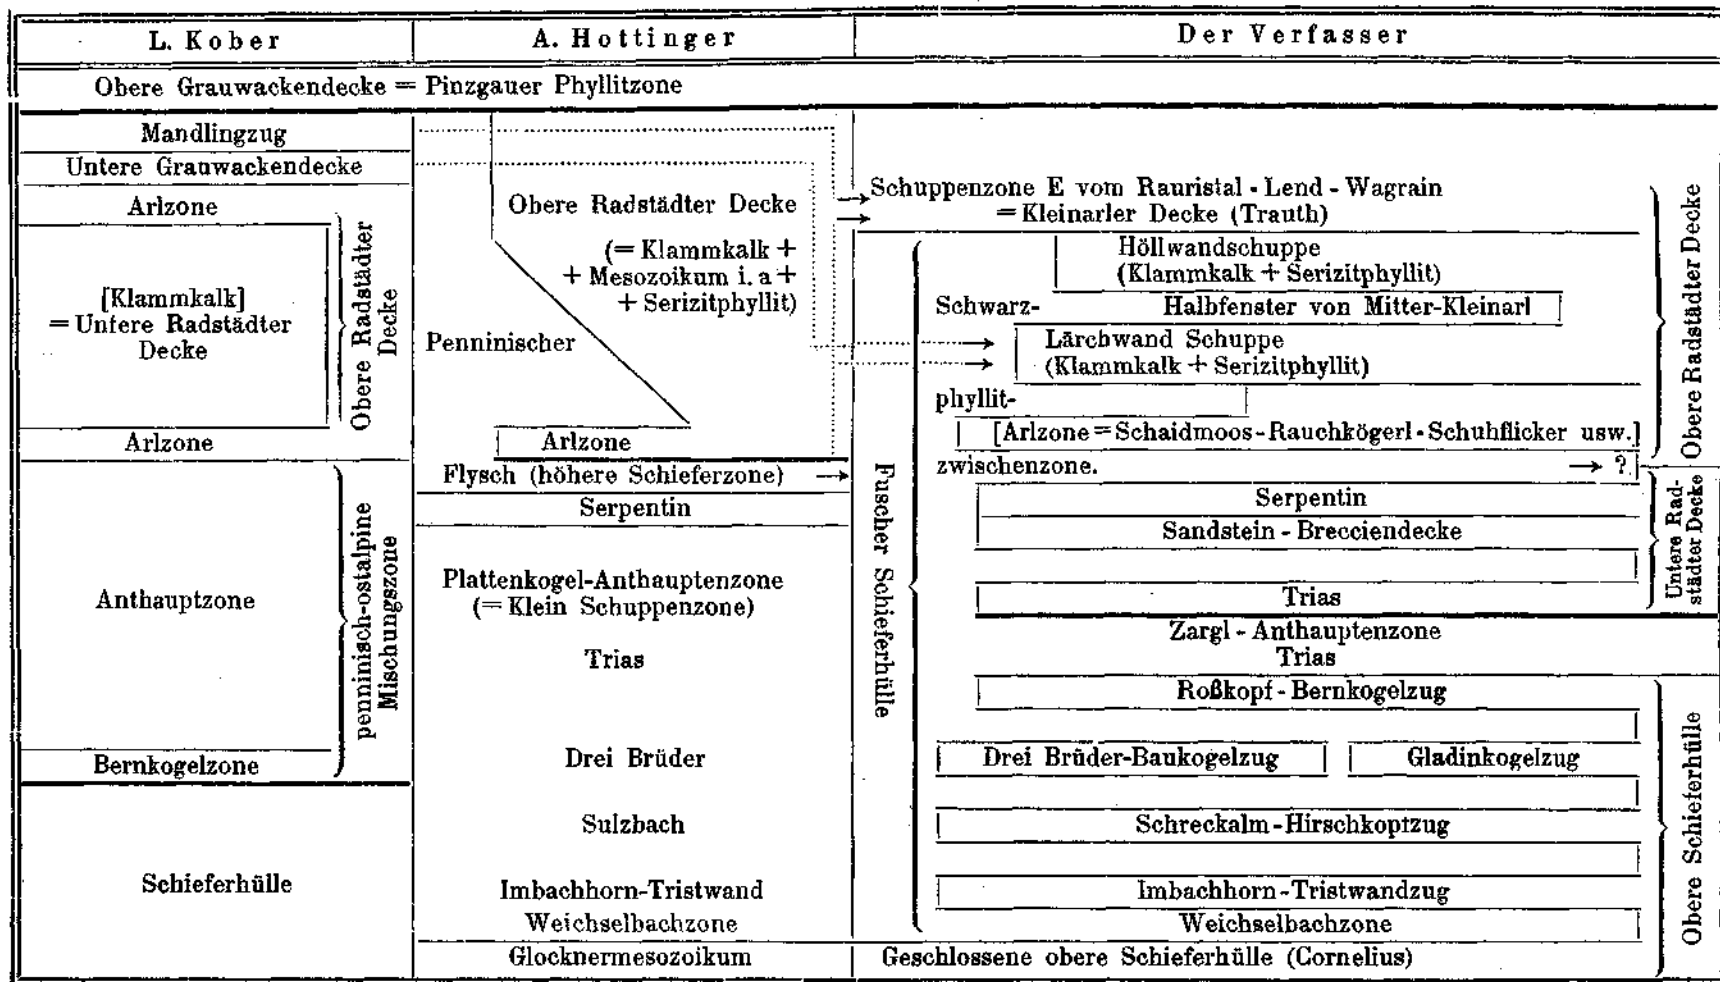 L. Kober
A. Hottinger
Der Verfasser
Obere Grauwackendecke = Pinzgauer Phyllitzone
Mandlingzug
Untere Grauwackendecke
Arlzone
[Klammkalk]
= Untere Radstädter
Decke
Obere Radstädter
Decke
Arlzone
Anthauptzone
penninisch-ostalpine
Mischungszone
Bernkogelzone
Schieferhülle
Obere Radstädter Decke
(= Klammkalk +
+ Mesozoikum i. a +
+ Serizitphyllit)
Penninischer
Arlzone
Flysch (höhere Schieferzone) →
Serpentin
Plattenkogel-Anthauptenzone
(= Klein Schuppenzone)
Trias
Drei Brüder
Sulzbach
Imbachhorn-Tristwand
Weichselbachzone
Glocknermesozoikum
Schuppenzone E vom Rauristal - Lend - Wagrain
= Kleinarler Decke (Trauth)
Höllwandschuppe
(Klammkalk + Serizitphyllit)
Schwarz-
Halbfenster von Mitter-Kleinarl
Lärchwand Schuppe
(Klammkalk + Serizitphyllit)
phyllit-
[Arlzone = Schaidmoos-Rauchkögerl-Schuhflicker usw.]
zwischenzone.
→ ?
Serpentin
Sandstein - Brecciendecke
Trias
Zargl - Anthauptenzone
Trias
Roßkopf - Bernkogelzug
Drei Brüder-Baukogelzug
Gladinkogelzug
Schreckalm-Hirschkopfzug
Imbachhorn-Tristwandzug
Weichselbachzone
Geschlossene obere Schieferhülle (Cornelius)
Fuscher Schieferhülle
Obere Radstädter Decke
Untere Rad-
städter Decke
Obere Schieferhülle